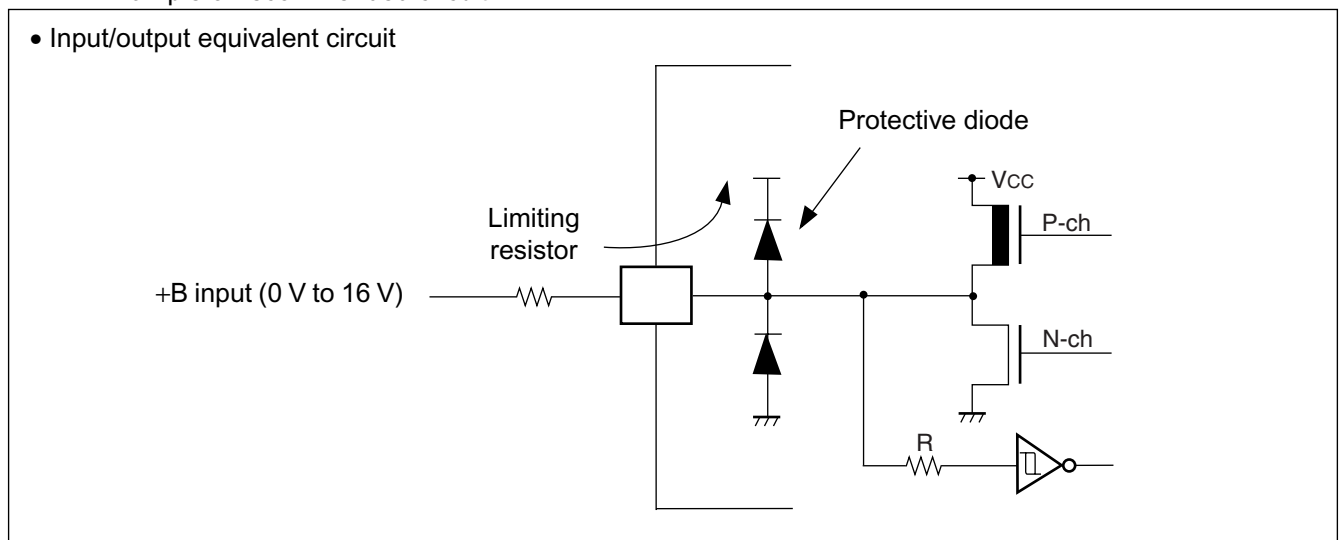 • Input/output equivalent circuit
Protective diode
VCC
Limiting
resistor
P-ch
+B input (0 V to 16 V)
N-ch
R